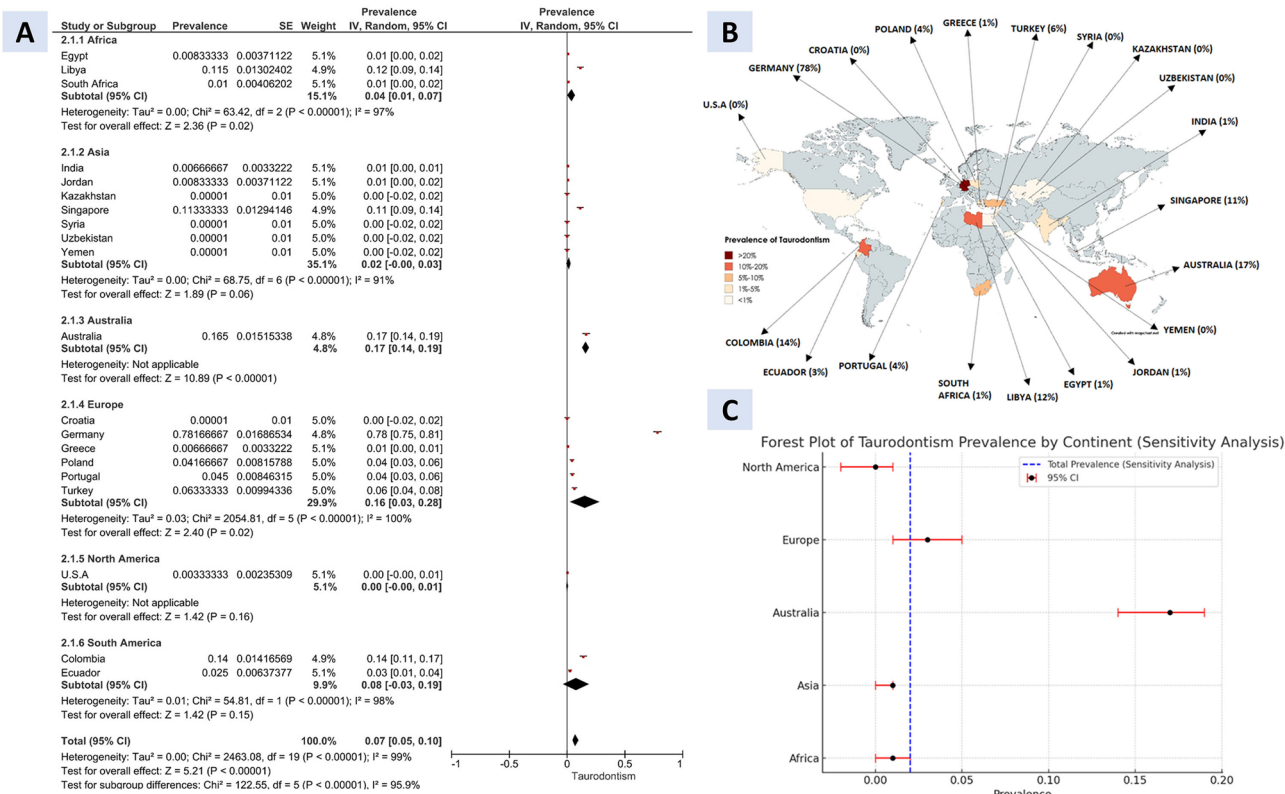 A
Prevalence Prevalence
Study or Subgroup Prevalence SE Weight IV, Random, 95% CI IV, Random, 95% CI
2.1.1 Africa
Egypt 0.00833333 0.00371122 5.1% 0.01 [0.00, 0.02]
Libya 0.115 0.01302402 4.9% 0.12 [0.09, 0.14]
South Africa 0.01 0.00406202 5.1% 0.01 [0.00, 0.02]
Subtotal (95% CI) 15.1% 0.04 [0.01, 0.07]
Heterogeneity: Tau² = 0.00; Chi² = 63.42, df = 2 (P < 0.00001); I² = 97%
Test for overall effect: Z = 2.36 (P = 0.02)
2.1.2 Asia
India 0.00666667 0.0033222 5.1% 0.01 [0.00, 0.01]
Jordan 0.00833333 0.00371122 5.1% 0.01 [0.00, 0.02]
Kazakhstan 0.00001 0.01 5.0% 0.00 [-0.02, 0.02]
Singapore 0.11333333 0.01294146 4.9% 0.11 [0.09, 0.14]
Syria 0.00001 0.01 5.0% 0.00 [-0.02, 0.02]
Uzbekistan 0.00001 0.01 5.0% 0.00 [-0.02, 0.02]
Yemen 0.00001 0.01 5.0% 0.00 [-0.02, 0.02]
Subtotal (95% CI) 35.1% 0.02 [-0.00, 0.03]
Heterogeneity: Tau² = 0.00; Chi² = 68.75, df = 6 (P < 0.00001); I² = 91%
Test for overall effect: Z = 1.89 (P = 0.06)
2.1.3 Australia
Australia 0.165 0.01515338 4.8% 0.17 [0.14, 0.19]
Subtotal (95% CI) 4.8% 0.17 [0.14, 0.19]
Heterogeneity: Not applicable
Test for overall effect: Z = 10.89 (P < 0.00001)
2.1.4 Europe
Croatia 0.00001 0.01 5.0% 0.00 [-0.02, 0.02]
Germany 0.78166667 0.01686534 4.8% 0.78 [0.75, 0.81]
Greece 0.00666667 0.0033222 5.1% 0.01 [0.00, 0.01]
Poland 0.04166667 0.00815788 5.0% 0.04 [0.03, 0.06]
Portugal 0.045 0.00846315 5.0% 0.04 [0.03, 0.06]
Turkey 0.06333333 0.00994336 5.0% 0.06 [0.04, 0.08]
Subtotal (95% CI) 29.9% 0.16 [0.03, 0.28]
Heterogeneity: Tau² = 0.03; Chi² = 2054.81, df = 5 (P < 0.00001); I² = 100%
Test for overall effect: Z = 2.40 (P = 0.02)
2.1.5 North America
U.S.A 0.00333333 0.00235309 5.1% 0.00 [-0.00, 0.01]
Subtotal (95% CI) 5.1% 0.00 [-0.00, 0.01]
Heterogeneity: Not applicable
Test for overall effect: Z = 1.42 (P = 0.16)
2.1.6 South America
Colombia 0.14 0.01416569 4.9% 0.14 [0.11, 0.17]
Ecuador 0.025 0.00637377 5.1% 0.03 [0.01, 0.04]
Subtotal (95% CI) 9.9% 0.08 [-0.03, 0.19]
Heterogeneity: Tau² = 0.01; Chi² = 54.81, df = 1 (P < 0.00001); I² = 98%
Test for overall effect: Z = 1.42 (P = 0.15)
Total (95% CI) 100.0% 0.07 [0.05, 0.10]
Heterogeneity: Tau² = 0.00; Chi² = 2463.08, df = 19 (P < 0.00001); I² = 99%
Test for overall effect: Z = 5.21 (P < 0.00001)
Test for subgroup differences: Chi² = 122.55, df = 5 (P < 0.00001), I² = 95.9%
-1 -0.5 0 0.5 1
Taurodontism
B
POLAND (4%)
GREECE (1%)
TURKEY (6%)
SYRIA (0%)
CROATIA (0%)
KAZAKHSTAN (0%)
GERMANY (78%)
UZBEKISTAN (0%)
U.S.A (0%)
INDIA (1%)
SINGAPORE (11%)
AUSTRALIA (17%)
Prevalence of Taurodontism
>20%
10%-20%
5%-10%
1%-5%
<1%
YEMEN (0%)
COLOMBIA (14%)
ECUADOR (3%)
PORTUGAL (4%)
SOUTH
AFRICA (1%)
LIBYA (12%)
EGYPT (1%)
JORDAN (1%)
C
Forest Plot of Taurodontism Prevalence by Continent (Sensitivity Analysis)
Total Prevalence (Sensitivity Analysis)
95% CI
North America
Europe
Australia
Asia
Africa
0.00 0.05 0.10 0.15 0.20
Prevalence